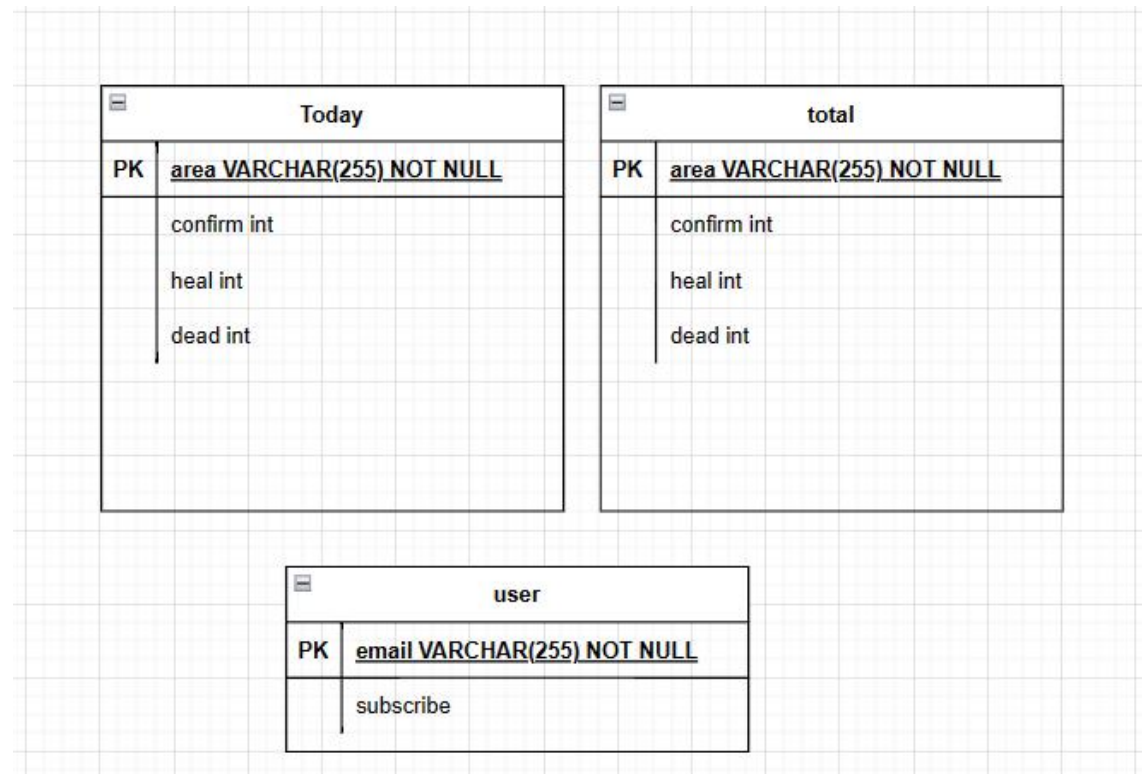 Today
PK area VARCHAR(255) NOT NULL
confirm int
heal int
dead int
total
PK area VARCHAR(255) NOT NULL
confirm int
heal int
dead int
user
PK email VARCHAR(255) NOT NULL
subscribe